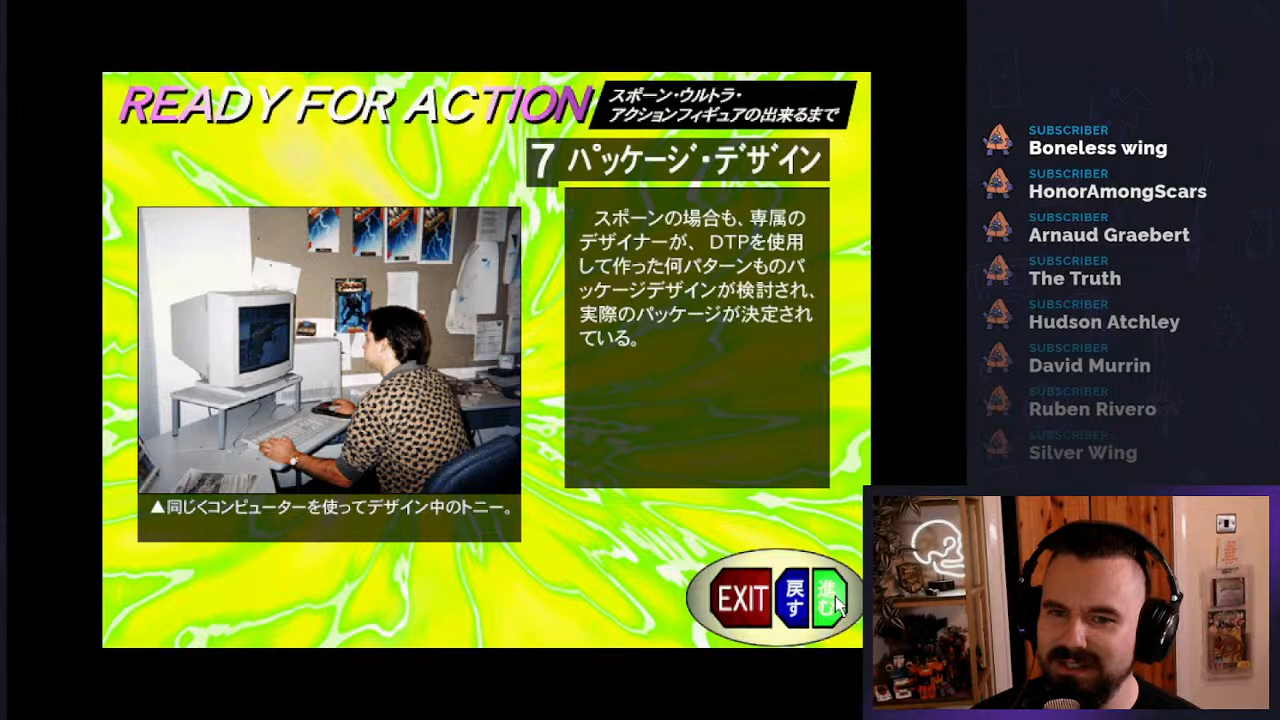 READY FOR ACTION
スポーン・ウルトラ・
アクションフィギュアの出来るまで
7 パッケージ・デザイン
スポーンの場合も、専属の
デザイナーが、DTPを使用
して作った何パターンものパ
ッケージデザインが検討され、
実際のパッケージが決定され
ている。
▲同じくコンピューターを使ってデザイン中のトニー。
EXIT
戻す
進む
SUBSCRIBER
Boneless wing
SUBSCRIBER
HonorAmongScars
SUBSCRIBER
Arnaud Graebert
SUBSCRIBER
The Truth
SUBSCRIBER
Hudson Atchley
SUBSCRIBER
David Murrin
SUBSCRIBER
Ruben Rivero
SUBSCRIBER
Silver Wing